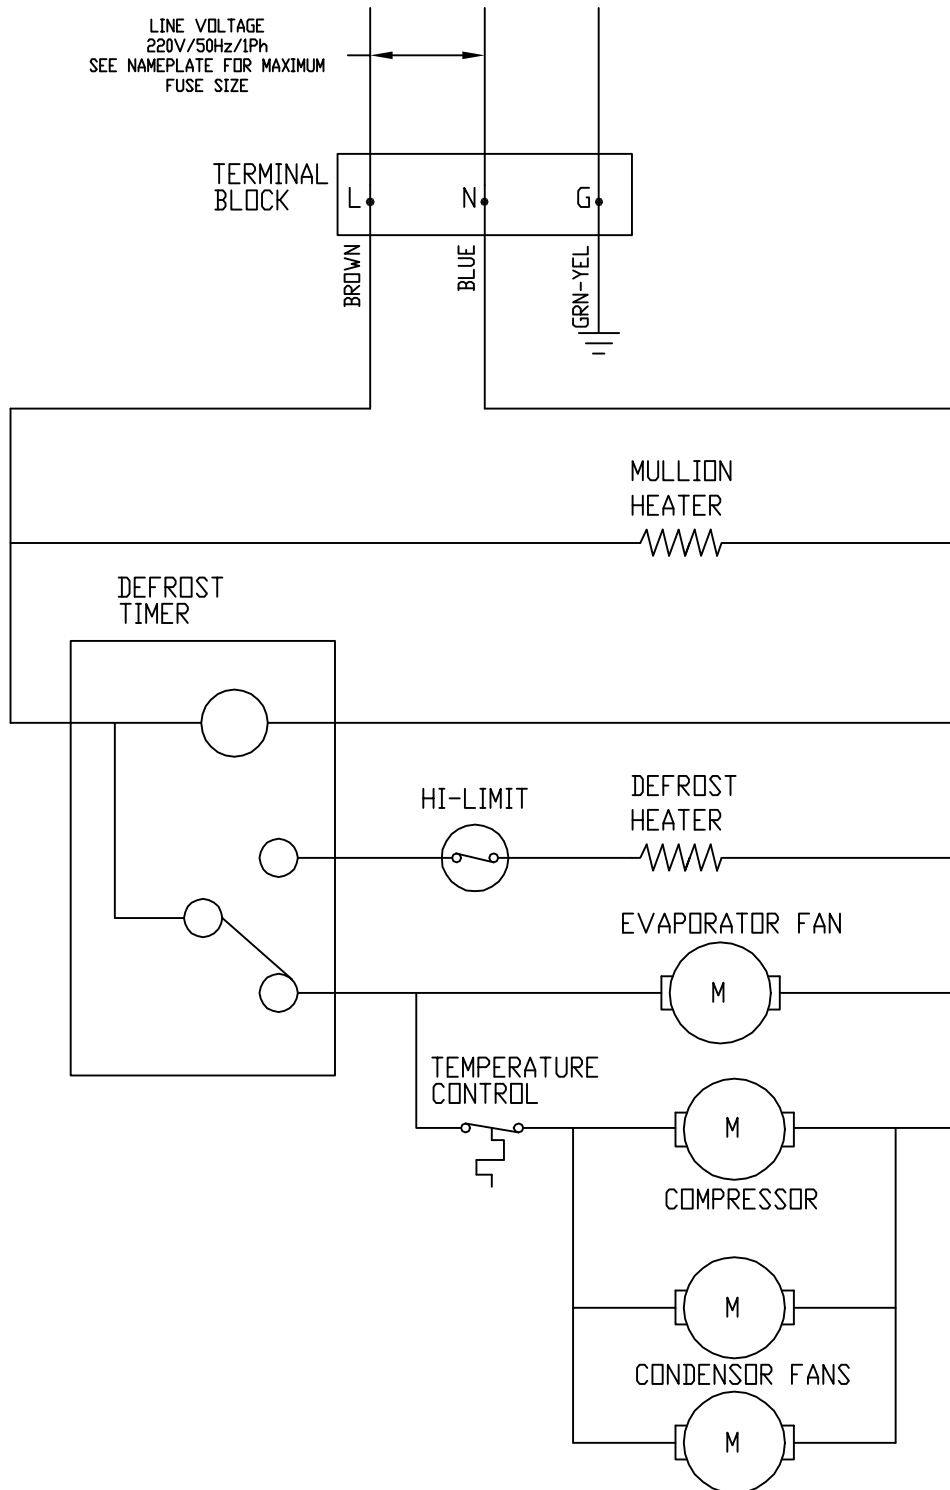 LINE VOLTAGE
220V/50Hz/1Ph
SEE NAMEPLATE FOR MAXIMUM
FUSE SIZE
TERMINAL
BLOCK
L
N
G
BROWN
BLUE
GRN-YEL
MULLION
HEATER
DEFROST
TIMER
HI-LIMIT
DEFROST
HEATER
EVAPORATOR FAN
M
TEMPERATURE
CONTROL
M
COMPRESSOR
M
CONDENSOR FANS
M